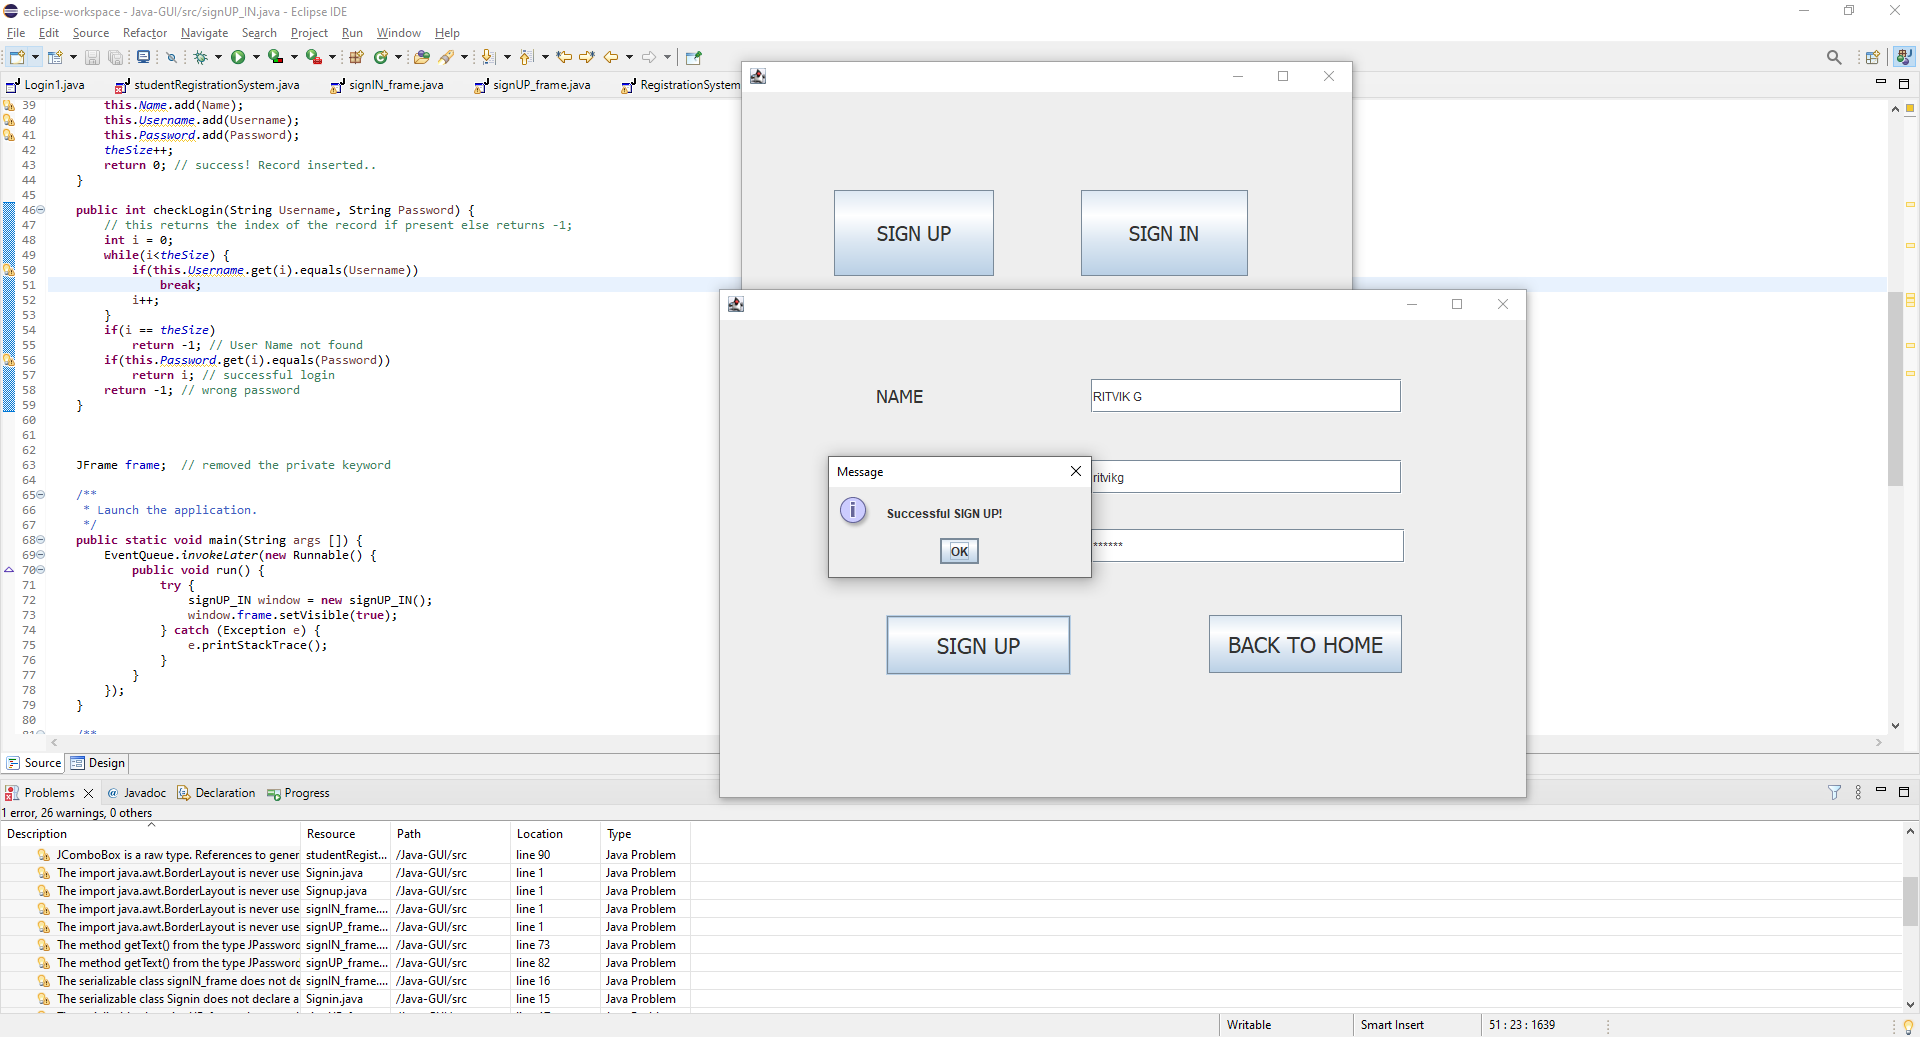 eclipse-workspace - Java-GUI/src/signUP_IN.java - Eclipse IDE
File Edit Source Refactor Navigate Search Project Run Window Help
Login1.java studentRegistrationSystem.java signIN_frame.java signUP_frame.java RegistrationSystem
39 this.Name.add(Name);
40 this.Username.add(Username);
41 this.Password.add(Password);
42 theSize++;
43 return 0; // success! Record inserted..
44 }
45
46 public int checkLogin(String Username, String Password) {
47 // this returns the index of the record if present else returns -1;
48 int i = 0;
49 while(i<theSize) {
50 if(this.Username.get(i).equals(Username))
51 break;
52 i++;
53 }
54 if(i == theSize)
55 return -1; // User Name not found
56 if(this.Password.get(i).equals(Password))
57 return i; // successful login
58 return -1; // wrong password
59 }
60
61
62
63 JFrame frame; // removed the private keyword
64
65 /**
66 * Launch the application.
67 */
68 public static void main(String args []) {
69 EventQueue.invokeLater(new Runnable() {
70 public void run() {
71 try {
72 signUP_IN window = new signUP_IN();
73 window.frame.setVisible(true);
74 } catch (Exception e) {
75 e.printStackTrace();
76 }
77 }
78 });
79 }
80
81 /**
SIGN UP SIGN IN
NAME RITVIK G
Message
ritvikg
Successful SIGN UP!
******
OK
SIGN UP BACK TO HOME
Source Design
Problems @ Javadoc Declaration Progress
1 error, 26 warnings, 0 others
Description Resource Path Location Type
JComboBox is a raw type. References to gener studentRegist... /Java-GUI/src line 90 Java Problem
The import java.awt.BorderLayout is never use Signin.java /Java-GUI/src line 1 Java Problem
The import java.awt.BorderLayout is never use Signup.java /Java-GUI/src line 1 Java Problem
The import java.awt.BorderLayout is never use signIN_frame.... /Java-GUI/src line 1 Java Problem
The import java.awt.BorderLayout is never use signUP_frame... /Java-GUI/src line 1 Java Problem
The method getText() from the type JPassword signIN_frame.... /Java-GUI/src line 73 Java Problem
The method getText() from the type JPassword signUP_frame... /Java-GUI/src line 82 Java Problem
The serializable class signIN_frame does not de signIN_frame.... /Java-GUI/src line 16 Java Problem
The serializable class Signin does not declare a Signin.java /Java-GUI/src line 15 Java Problem
Writable Smart Insert 51 : 23 : 1639